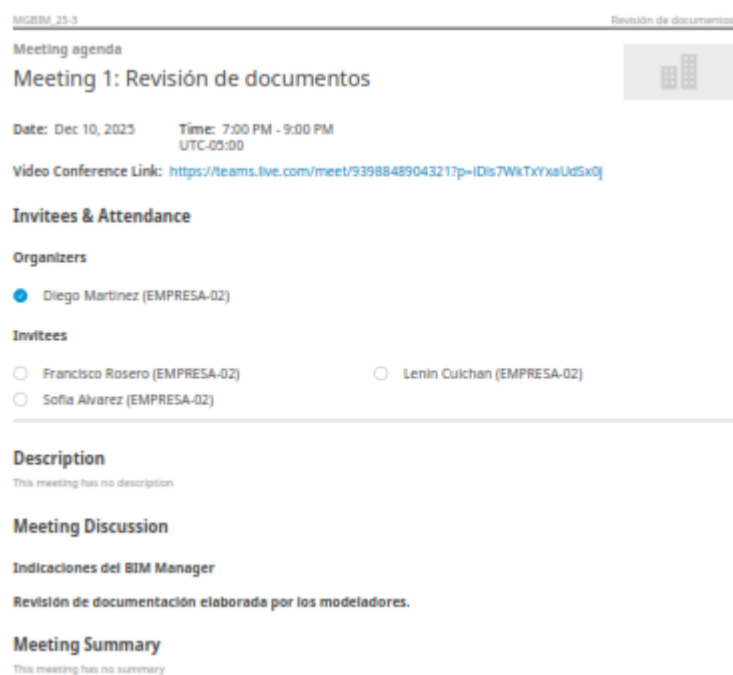 MGBIM_25-3
Revisión de documentos
Meeting agenda
Meeting 1: Revisión de documentos
Date: Dec 10, 2025 Time: 7:00 PM - 9:00 PM
UTC-05:00
Video Conference Link: https://teams.live.com/meet/9398848904321?p=IDis7WkTxYxaUdSx0j
Invitees & Attendance
Organizers
Diego Martinez (EMPRESA-02)
Invitees
Francisco Rosero (EMPRESA-02) Lenin Cuichan (EMPRESA-02)
Sofia Alvarez (EMPRESA-02)
Description
This meeting has no description
Meeting Discussion
Indicaciones del BIM Manager
Revisión de documentación elaborada por los modeladores.
Meeting Summary
This meeting has no summary